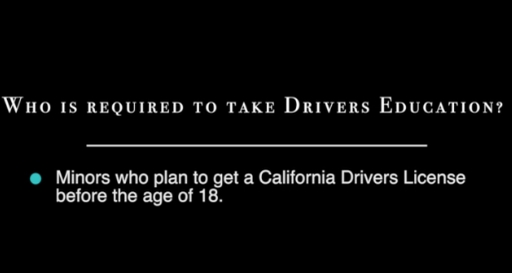 Who is required to take Drivers Education?
Minors who plan to get a California Drivers License
before the age of 18.